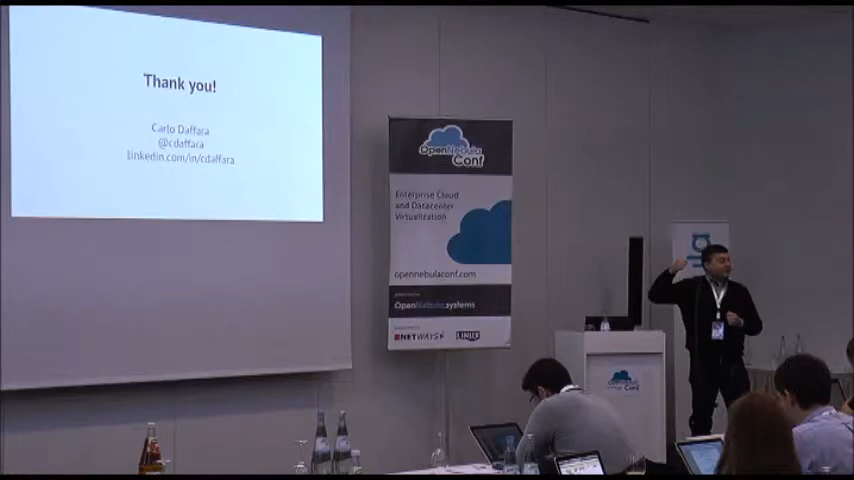 Thank you!
Carlo Daffara
@cdaffara
linkedin.com/in/cdaffara
OpenNebula
Conf
Enterprise Cloud
and Datacenter
Virtualization
opennebulaconf.com
OpenNebula.systems
NETWAYS
LINUX
Conf